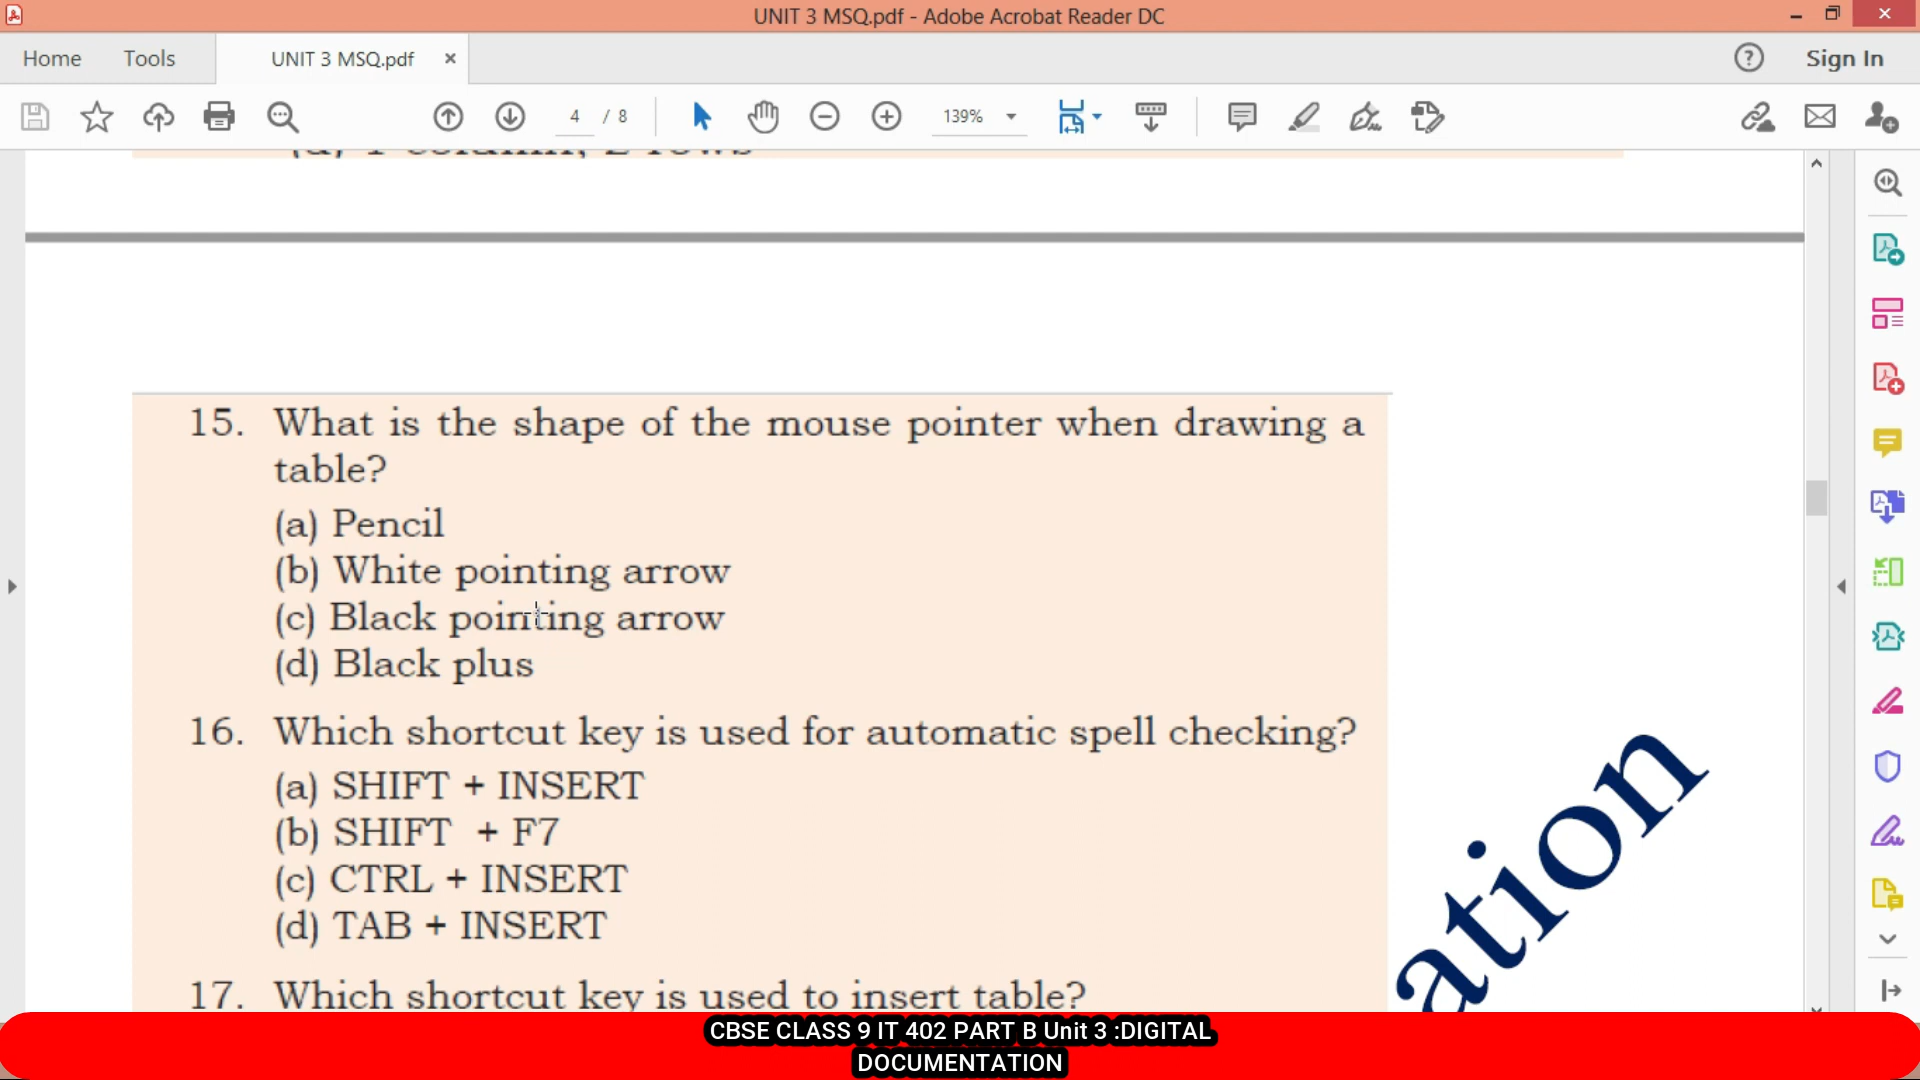 UNIT 3 MSQ.pdf - Adobe Acrobat Reader DC
Home Tools UNIT 3 MSQ.pdf × Sign In
4 / 8 139%
(d) 1 column, 2 rows
15. What is the shape of the mouse pointer when drawing a
table?
(a) Pencil
(b) White pointing arrow
(c) Black pointing arrow
(d) Black plus
16. Which shortcut key is used for automatic spell checking?
(a) SHIFT + INSERT
(b) SHIFT + F7
(c) CTRL + INSERT
(d) TAB + INSERT
17. Which shortcut key is used to insert table?
ation
CBSE CLASS 9 IT 402 PART B Unit 3 :DIGITAL
DOCUMENTATION